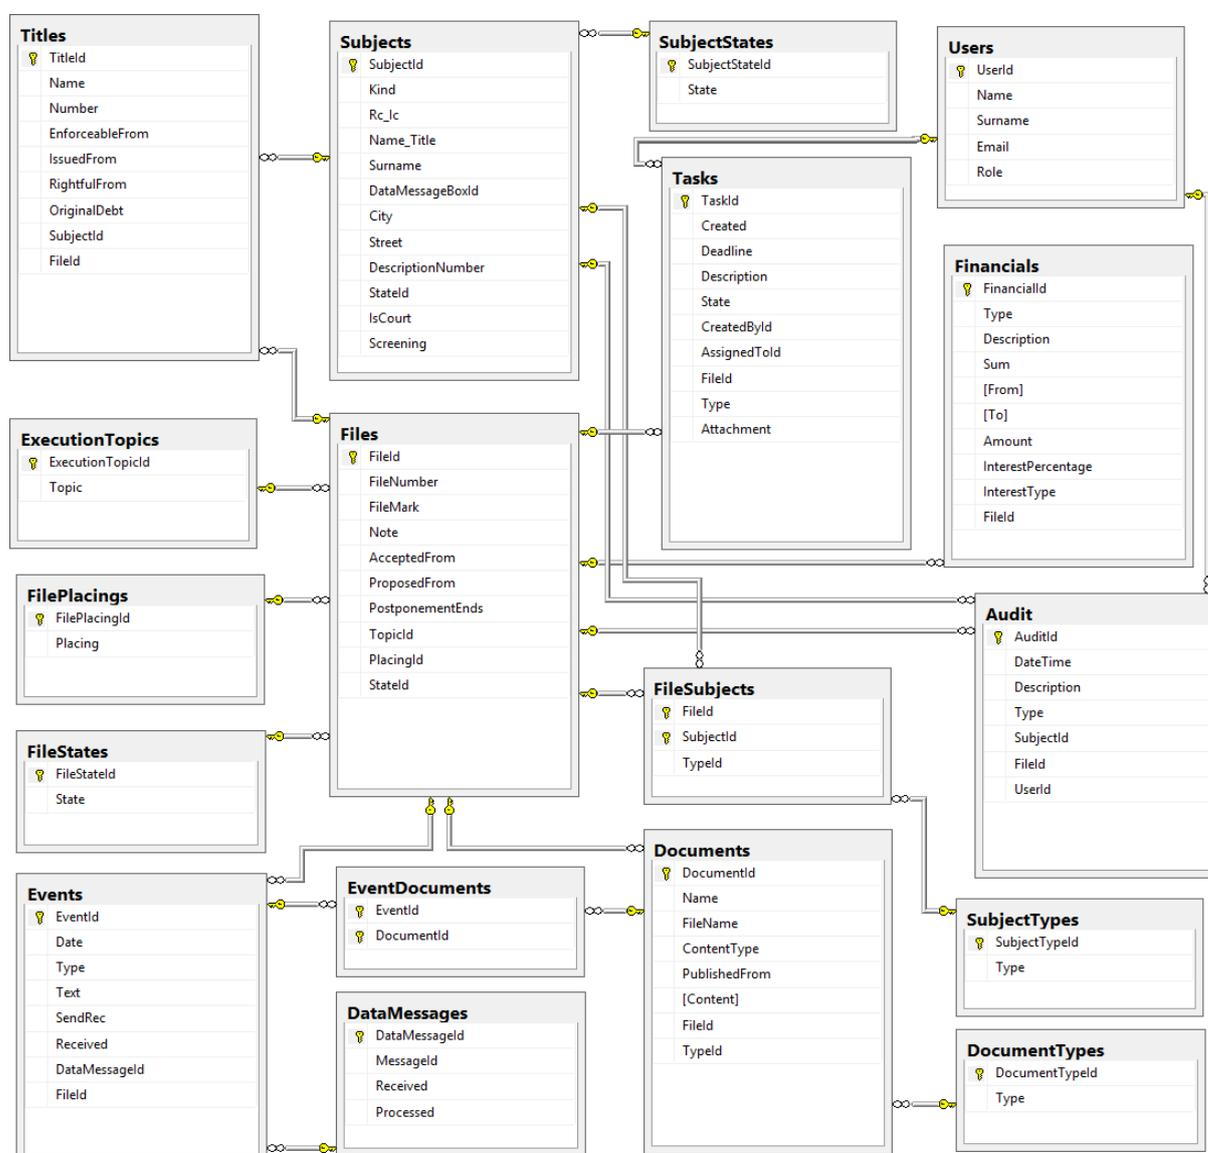 Titles
TitleId
Name
Number
EnforceableFrom
IssuedFrom
RightfulFrom
OriginalDebt
SubjectId
FileId
Subjects
SubjectId
Kind
Rc_Ic
Name_Title
Surname
DataMessageBoxId
City
Street
DescriptionNumber
StateId
IsCourt
Screening
SubjectStates
SubjectStateId
State
Users
UserId
Name
Surname
Email
Role
Tasks
TaskId
Created
Deadline
Description
State
CreatedById
AssignedToId
FileId
Type
Attachment
Financials
FinancialId
Type
Description
Sum
[From]
[To]
Amount
InterestPercentage
InterestType
FileId
ExecutionTopics
ExecutionTopicId
Topic
Files
FileId
FileNumber
FileMark
Note
AcceptedFrom
ProposedFrom
PostponementEnds
TopicId
PlacingId
StateId
FilePlacings
FilePlacingId
Placing
Audit
AuditId
DateTime
Description
Type
SubjectId
FileId
UserId
FileSubjects
FileId
SubjectId
TypeId
FileStates
FileStateId
State
Events
EventId
Date
Type
Text
SendRec
Received
DataMessageId
FileId
EventDocuments
EventId
DocumentId
Documents
DocumentId
Name
FileName
ContentType
PublishedFrom
[Content]
FileId
TypeId
SubjectTypes
SubjectTypeId
Type
DataMessages
DataMessageId
MessageId
Received
Processed
DocumentTypes
DocumentTypeId
Type